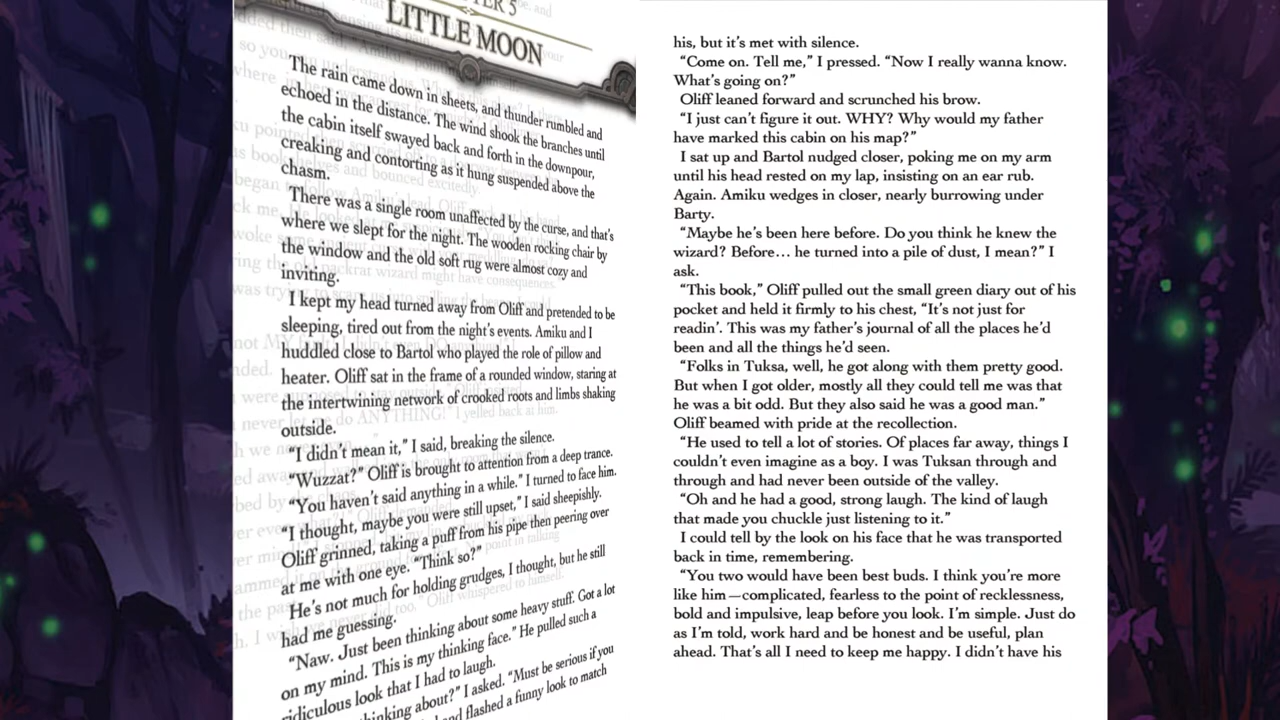 TER 5
LITTLE MOON
The rain came down in sheets, and thunder rumbled and
echoed in the distance. The wind shook the branches until
the cabin itself swayed back and forth in the downpour,
creaking and contorting as it hung suspended above the
chasm.
There was a single room unaffected by the curse, and that's
where we slept for the night. The wooden rocking chair by
the window and the old soft rug were almost cozy and
inviting.
I kept my head turned away from Oliff and pretended to be
sleeping, tired out from the night's events. Amiku and I
huddled close to Bartol who played the role of pillow and
heater. Oliff sat in the frame of a rounded window, staring at
the intertwining network of crooked roots and limbs shaking
outside.
"I didn't mean it," I said, breaking the silence.
"Wuzzat?" Oliff is brought to attention from a deep trance.
"You haven't said anything in a while." I turned to face him.
"I thought, maybe you were still upset," I said sheepishly.
Oliff grinned, taking a puff from his pipe then peering over
at me with one eye. "Think so?"
He's not much for holding grudges, I thought, but he still
had me guessing.
"Naw. Just been thinking about some heavy stuff. Got a lot
on my mind. This is my thinking face." He pulled such a
ridiculous look that I had to laugh.
thinking about?" I asked. "Must be serious if you
and flashed a funny look to match
his, but it's met with silence.
"Come on. Tell me," I pressed. "Now I really wanna know.
What's going on?"
Oliff leaned forward and scrunched his brow.
"I just can't figure it out. WHY? Why would my father
have marked this cabin on his map?"
I sat up and Bartol nudged closer, poking me on my arm
until his head rested on my lap, insisting on an ear rub.
Again. Amiku wedges in closer, nearly burrowing under
Barty.
"Maybe he's been here before. Do you think he knew the
wizard? Before… he turned into a pile of dust, I mean?" I
ask.
"This book," Oliff pulled out the small green diary out of his
pocket and held it firmly to his chest, "It's not just for
readin'. This was my father's journal of all the places he'd
been and all the things he'd seen.
"Folks in Tuksa, well, he got along with them pretty good.
But when I got older, mostly all they could tell me was that
he was a bit odd. But they also said he was a good man."
Oliff beamed with pride at the recollection.
"He used to tell a lot of stories. Of places far away, things I
couldn't even imagine as a boy. I was Tuksan through and
through and had never been outside of the valley.
"Oh and he had a good, strong laugh. The kind of laugh
that made you chuckle just listening to it."
I could tell by the look on his face that he was transported
back in time, remembering.
"You two would have been best buds. I think you're more
like him—complicated, fearless to the point of recklessness,
bold and impulsive, leap before you look. I'm simple. Just do
as I'm told, work hard and be honest and be useful, plan
ahead. That's all I need to keep me happy. I didn't have his